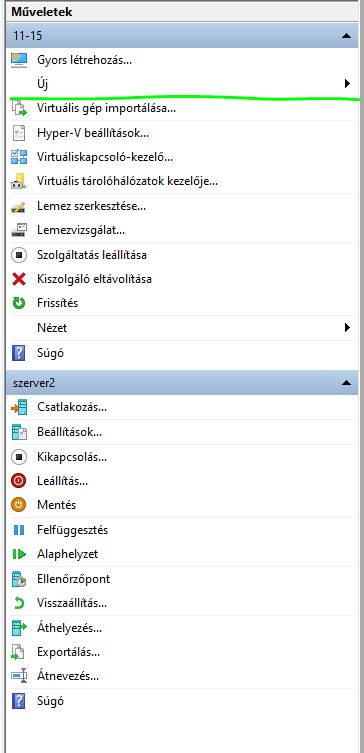 Műveletek
11-15
Gyors létrehozás...
Új
Virtuális gép importálása...
Hyper-V beállítások...
Virtuáliskapcsoló-kezelő...
Virtuális tárolóhálózatok kezelője...
Lemez szerkesztése...
Lemezvizsgálat...
Szolgáltatás leállítása
Kiszolgáló eltávolítása
Frissítés
Nézet
Súgó
szerver2
Csatlakozás...
Beállítások...
Kikapcsolás...
Leállítás...
Mentés
Felfüggesztés
Alaphelyzet
Ellenőrzőpont
Visszaállítás...
Áthelyezés...
Exportálás...
Átnevezés...
Súgó